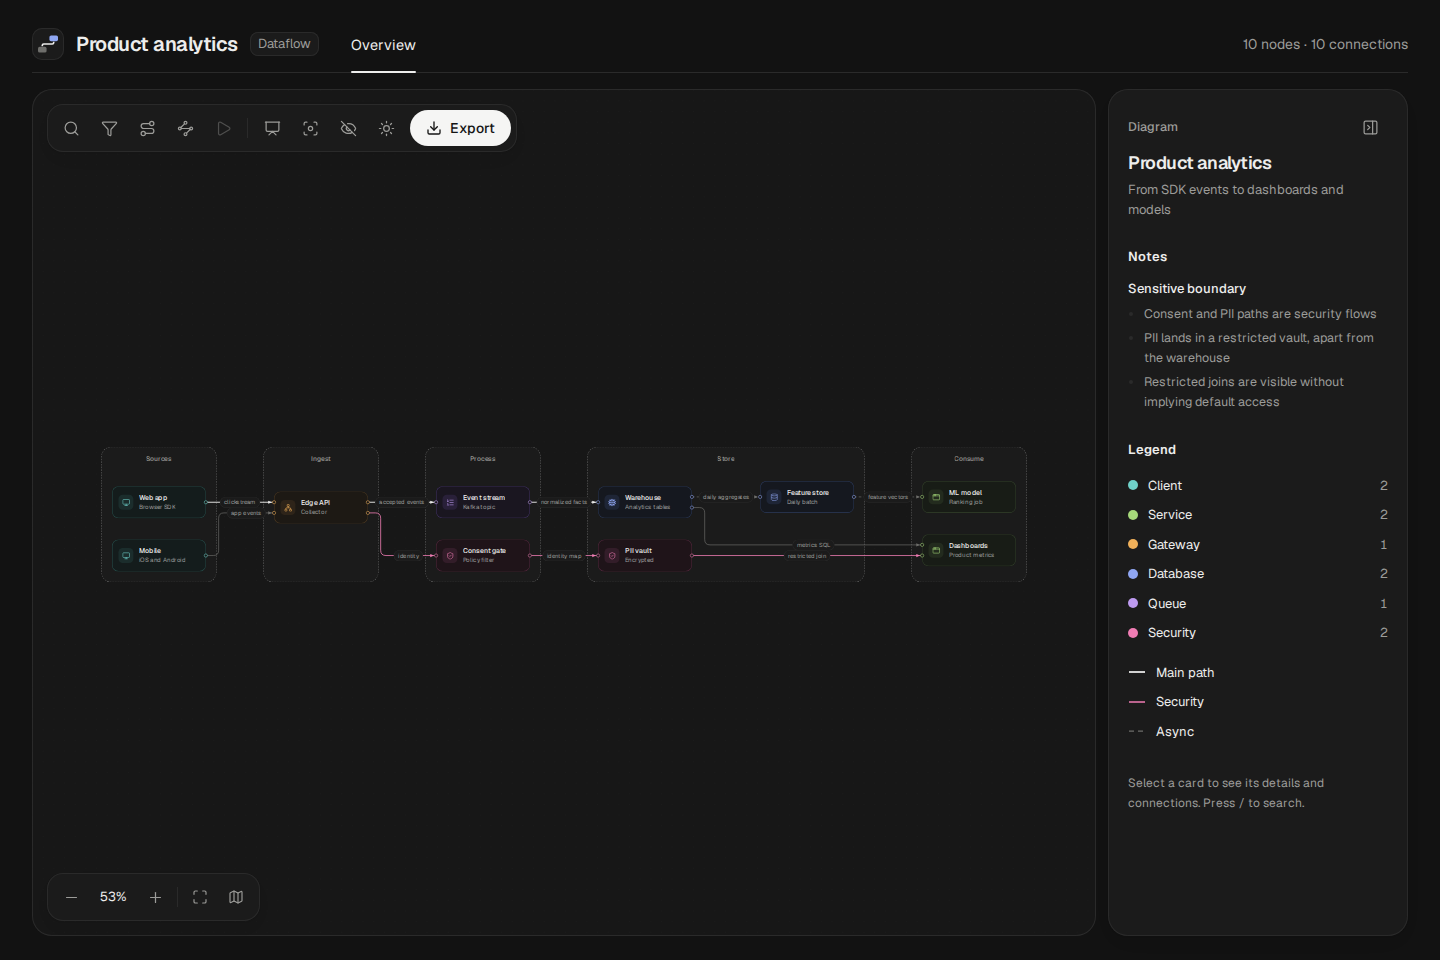 Product analytics
Dataflow
Overview
10 nodes · 10 connections
Export
Diagram
Product analytics
From SDK events to dashboards and
models
Notes
Sensitive boundary
Consent and PII paths are security flows
PII lands in a restricted vault, apart from
the warehouse
Restricted joins are visible without
implying default access
Legend
Client 2
Service 2
Gateway 1
Database 2
Queue 1
Security 2
Main path
Security
Async
Select a card to see its details and
connections. Press / to search.
Sources
Ingest
Process
Store
Consume
Web app
Browser SDK
clickstream
Edge API
Collector
accepted events
Event stream
Kafka topic
normalized facts
Warehouse
Analytics tables
daily aggregates
Feature store
Daily batch
feature vectors
ML model
Ranking job
app events
Mobile
iOS and Android
identity
Consent gate
Policy filter
identity map
PII vault
Encrypted
metrics SQL
restricted join
Dashboards
Product metrics
53%